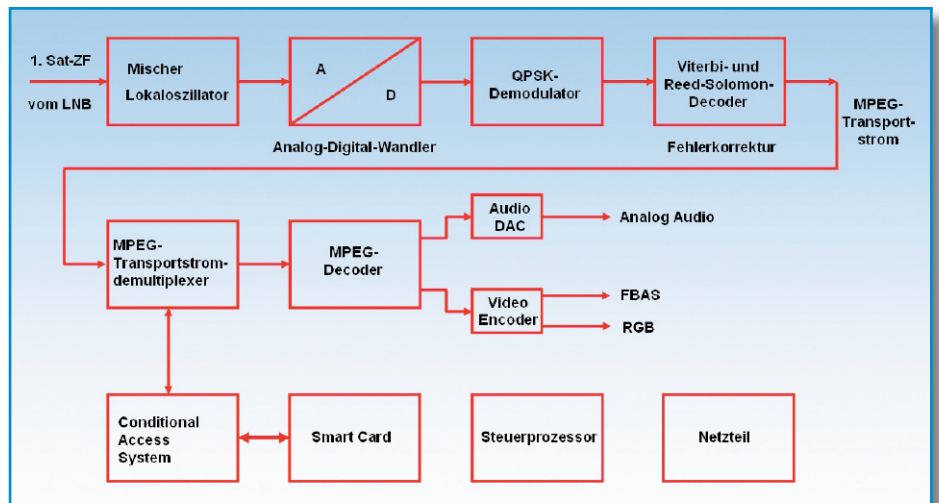 1. Sat-ZF
vom LNB
Mischer
Lokaloszillator
A
D
Analog-Digital-Wandler
QPSK-
Demodulator
Viterbi- und
Reed-Solomon-
Decoder
Fehlerkorrektur
MPEG-
Transport-
strom
MPEG-
Transportstrom-
demultiplexer
MPEG-
Decoder
Audio
DAC
Analog Audio
Video
Encoder
FBAS
RGB
Conditional
Access
System
Smart Card
Steuerprozessor
Netzteil